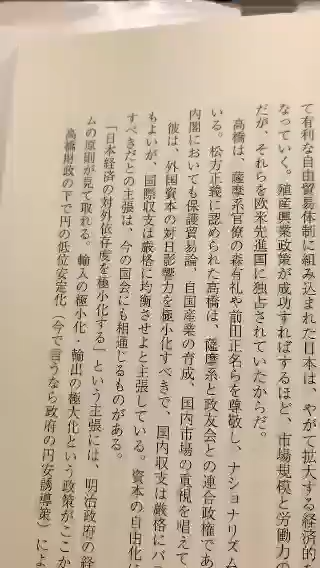 て有利な自由貿易体制に組み込まれた日本は、やがて拡大する経済的な
なっていく。殖産興業政策が成功すればするほど、市場規模と労働力の
だが、それらを欧米先進国に独占されていたからだ。
高橋は、薩摩系官僚の森有礼や前田正名らを尊敬し、ナショナリズム
いる。松方正義に認められた高橋は、薩摩系と政友会との連合政権であ
内閣においても保護貿易論、自国産業の育成、国内市場の重視を唱えて
彼は、外国資本の対日影響力を極小化すべきで、国内収支は厳格にバラ
もよいが、国際収支は厳格に均衡させよと主張している。資本の自由化に
すべきだとの主張は、今の国会にも相通じるものがある。
「日本経済の対外依存度を極小化する」という主張には、明治政府の経
ムの原則が見て取れる。輸入の極小化、輸出の極大化という政策がここか
高橋財政の下で円の低位安定化（今で言うなら政府の円安誘導策）によ